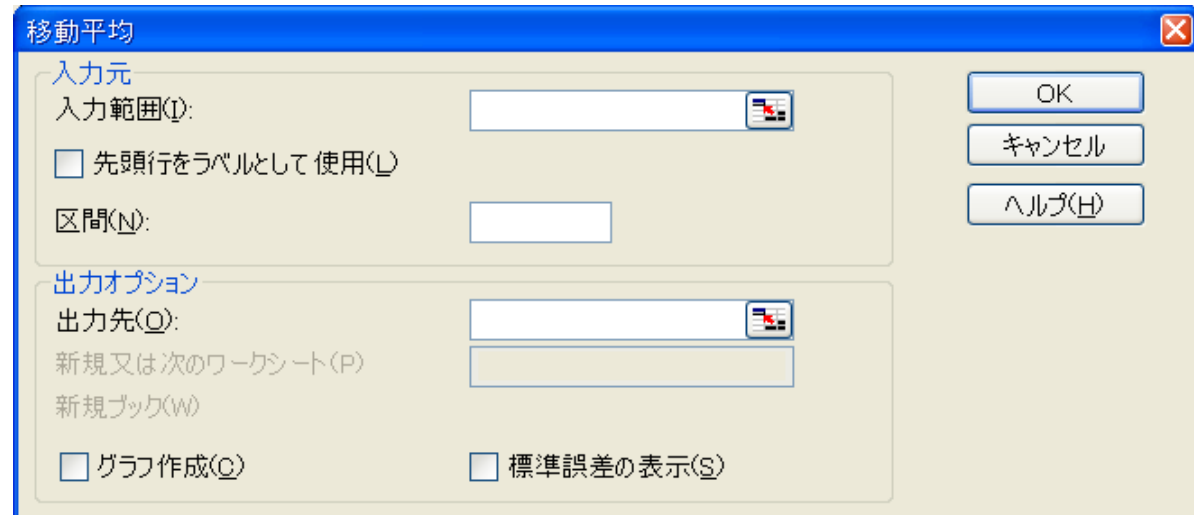 移動平均
入力元
入力範囲(I):
先頭行をラベルとして使用(L)
区間(N):
出力オプション
出力先(O):
新規又は次のワークシート(P)
新規ブック(W)
グラフ作成(C)
標準誤差の表示(S)
OK
キャンセル
ヘルプ(H)